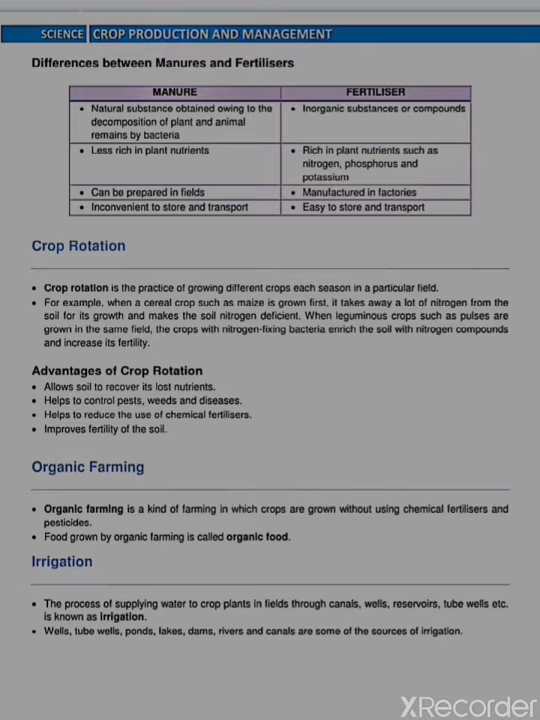 SCIENCE CROP PRODUCTION AND MANAGEMENT
Differences between Manures and Fertilisers
MANURE FERTILISER
• Natural substance obtained owing to the decomposition of plant and animal remains by bacteria • Inorganic substances or compounds
• Less rich in plant nutrients • Rich in plant nutrients such as nitrogen, phosphorus and potassium
• Can be prepared in fields • Manufactured in factories
• Inconvenient to store and transport • Easy to store and transport
Crop Rotation
• Crop rotation is the practice of growing different crops each season in a particular field.
• For example, when a cereal crop such as maize is grown first, it takes away a lot of nitrogen from the
soil for its growth and makes the soil nitrogen deficient. When leguminous crops such as pulses are
grown in the same field, the crops with nitrogen-fixing bacteria enrich the soil with nitrogen compounds
and increase its fertility.
Advantages of Crop Rotation
• Allows soil to recover its lost nutrients.
• Helps to control pests, weeds and diseases.
• Helps to reduce the use of chemical fertilisers.
• Improves fertility of the soil.
Organic Farming
• Organic farming is a kind of farming in which crops are grown without using chemical fertilisers and
pesticides.
• Food grown by organic farming is called organic food.
Irrigation
• The process of supplying water to crop plants in fields through canals, wells, reservoirs, tube wells etc.
is known as irrigation.
• Wells, tube wells, ponds, lakes, dams, rivers and canals are some of the sources of irrigation.
XRecorder